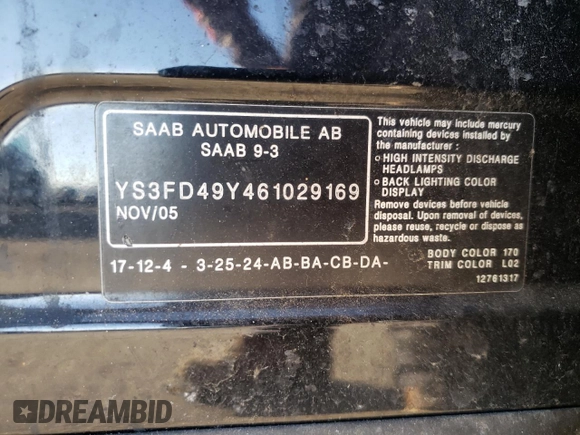 SAAB AUTOMOBILE AB
SAAB 9-3
YS3FD49Y461029169
NOV/05
17-12-4 - 3-25-24-AB-BA-CB-DA-
This vehicle may include mercury
containing devices installed by
the manufacturer :
○ HIGH INTENSITY DISCHARGE
HEADLAMPS
○ BACK LIGHTING COLOR
DISPLAY
Remove devices before vehicle
disposal. Upon removal of devices,
please reuse, recycle or dispose as
hazardous waste.
BODY COLOR 170
TRIM COLOR L02
12761317
DREAMBID